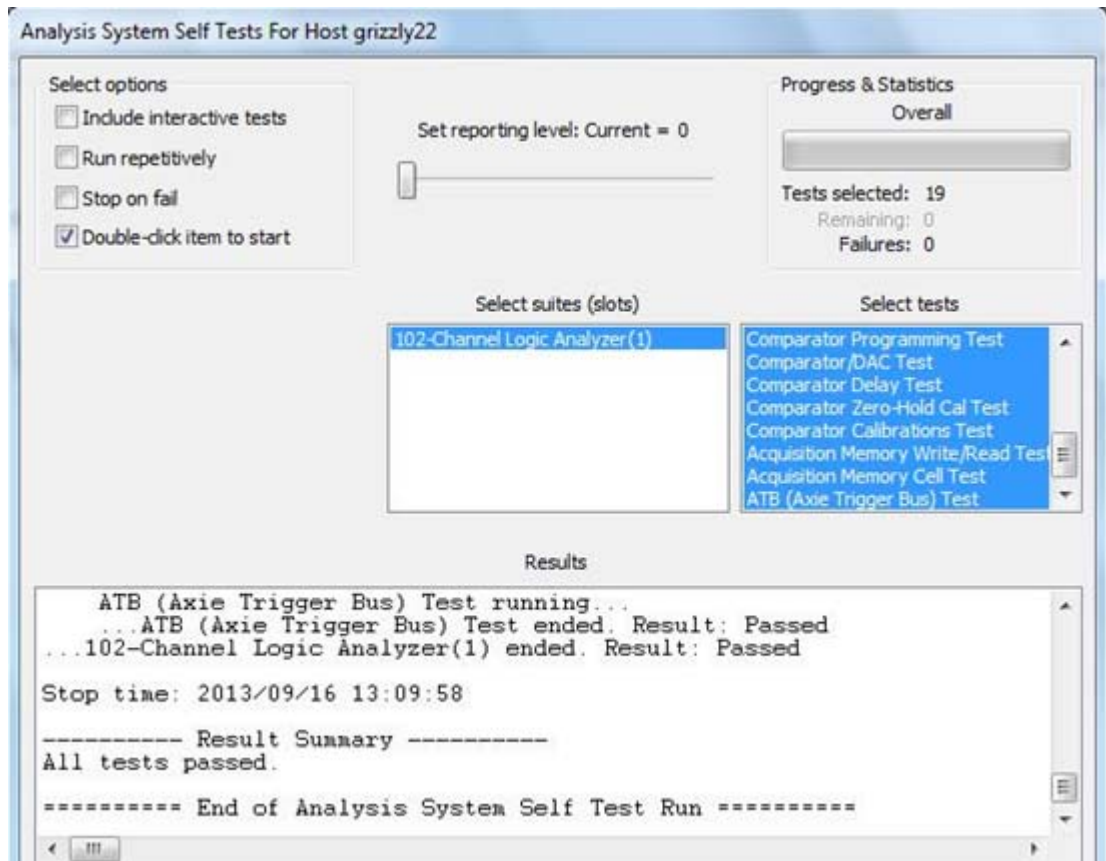 Analysis System Self Tests For Host grizzly22
Select options
Include interactive tests
Run repetitively
Stop on fail
Double-click item to start
Set reporting level: Current = 0
Progress & Statistics
Overall
Tests selected: 19
Remaining: 0
Failures: 0
Select suites (slots)
102-Channel Logic Analyzer(1)
Select tests
Comparator Programming Test
Comparator/DAC Test
Comparator Delay Test
Comparator Zero-Hold Cal Test
Comparator Calibrations Test
Acquisition Memory Write/Read Test
Acquisition Memory Cell Test
ATB (Axie Trigger Bus) Test
Results
ATB (Axie Trigger Bus) Test running...
...ATB (Axie Trigger Bus) Test ended. Result: Passed
...102-Channel Logic Analyzer(1) ended. Result: Passed
Stop time: 2013/09/16 13:09:58
---------- Result Summary ----------
All tests passed.
========== End of Analysis System Self Test Run ==========